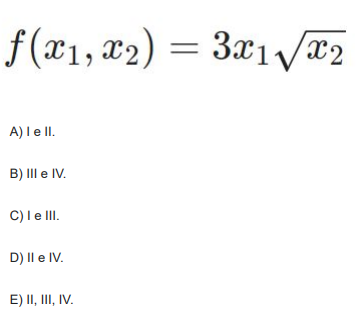 f(x₁, x₂) = 3x₁√x₂
A) I e II.
B) III e IV.
C) I e III.
D) II e IV.
E) II, III, IV.